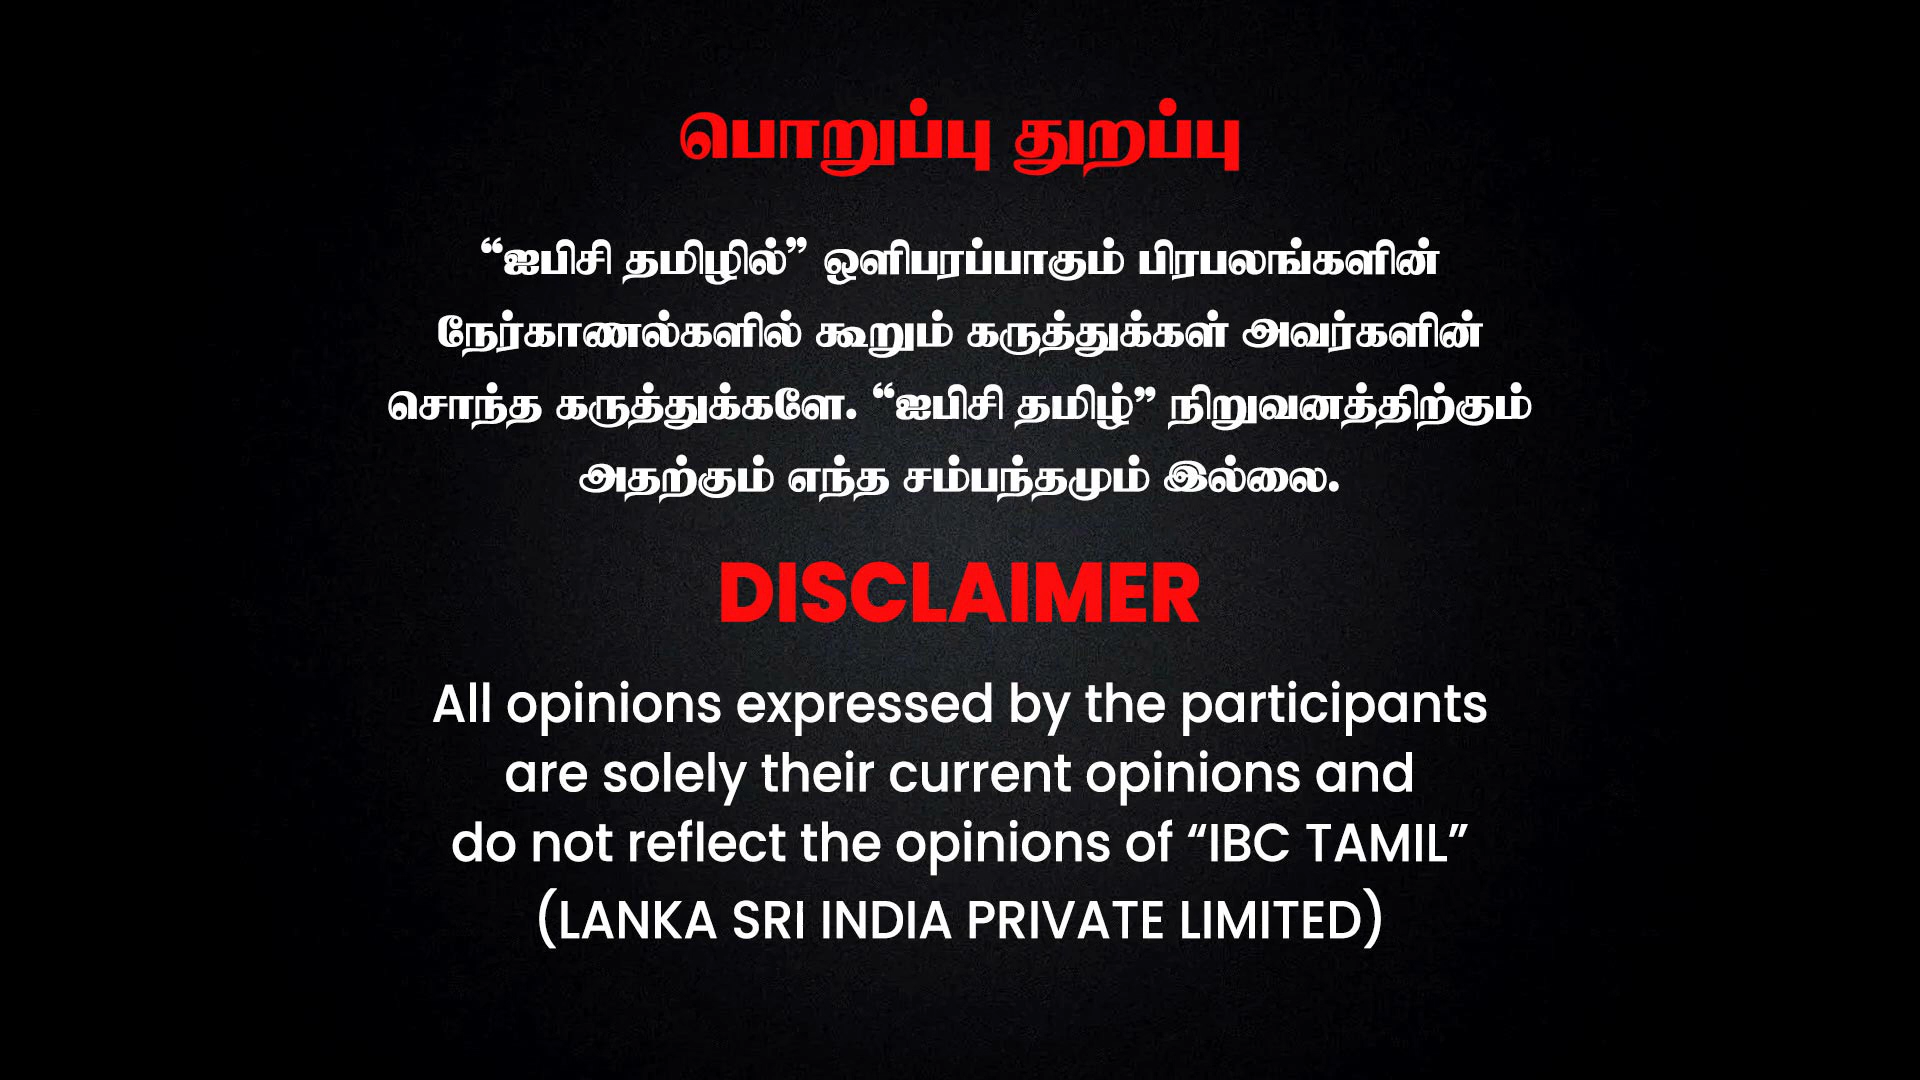 பொறுப்பு துறப்பு
“ஐபிசி தமிழில்” ஒளிபரப்பாகும் பிரபலங்களின்
நேர்காணல்களில் கூறும் கருத்துக்கள் அவர்களின்
சொந்த கருத்துக்களே. “ஐபிசி தமிழ்” நிறுவனத்திற்கும்
அதற்கும் எந்த சம்பந்தமும் இல்லை.
DISCLAIMER
All opinions expressed by the participants
are solely their current opinions and
do not reflect the opinions of “IBC TAMIL”
(LANKA SRI INDIA PRIVATE LIMITED)